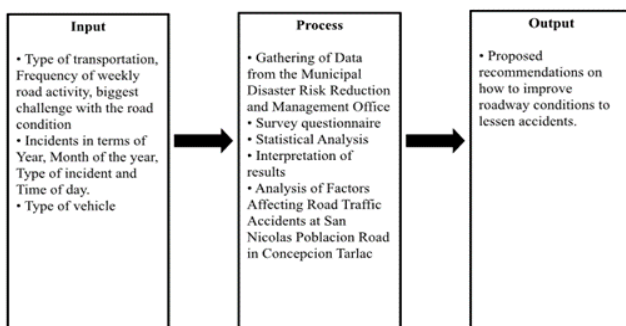 Input
• Type of transportation,
Frequency of weekly
road activity, biggest
challenge with the road
condition
• Incidents in terms of
Year, Month of the year,
Type of incident and
Time of day.
• Type of vehicle
Process
• Gathering of Data
from the Municipal
Disaster Risk Reduction
and Management Office
• Survey questionnaire
• Statistical Analysis
• Interpretation of
results
• Analysis of Factors
Affecting Road Traffic
Accidents at San
Nicolas Poblacion Road
in Concepcion Tarlac
Output
• Proposed
recommendations on
how to improve
roadway conditions to
lessen accidents.